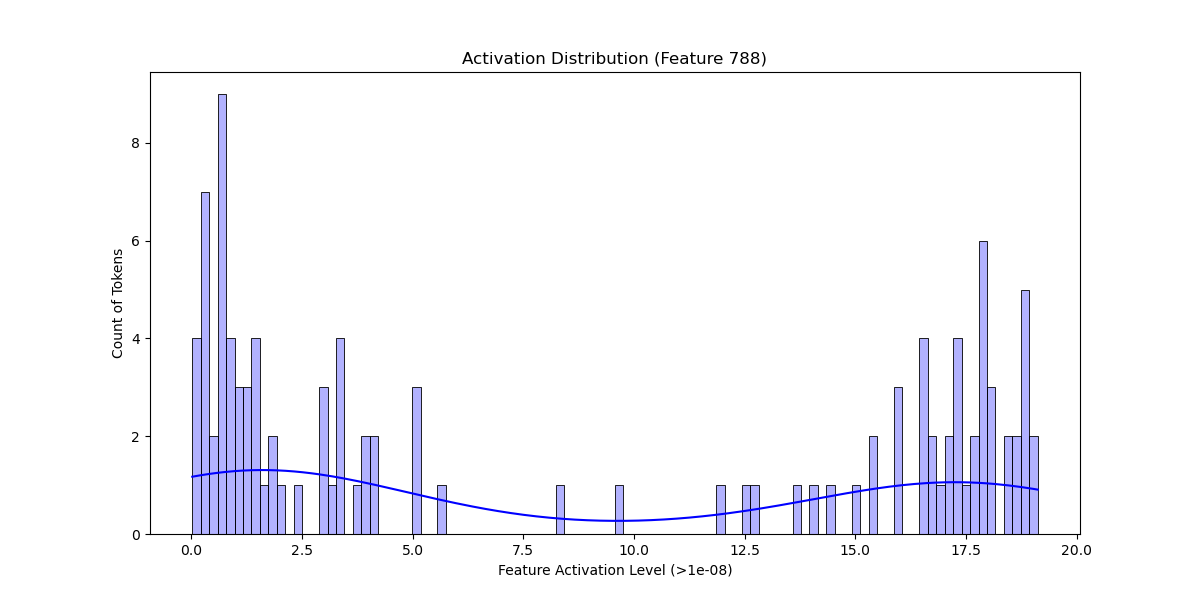 Activation Distribution (Feature 788)
Count of Tokens
8
6
4
2
0
0.0 2.5 5.0 7.5 10.0 12.5 15.0 17.5 20.0
Feature Activation Level (>1e-08)